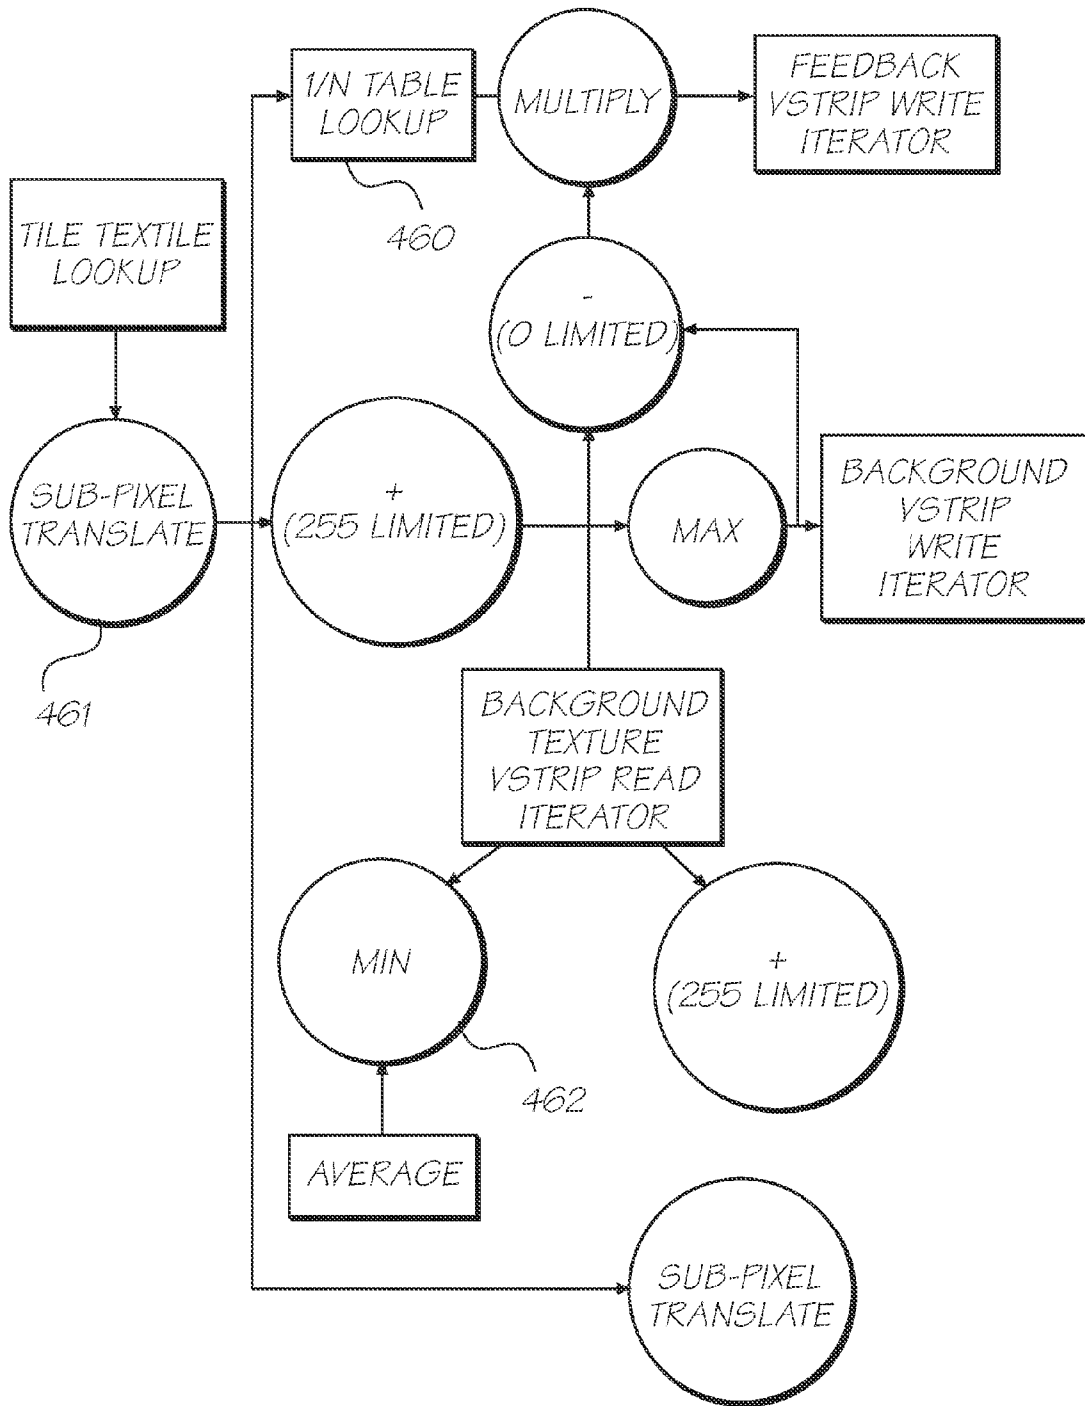 1/N TABLE
LOOKUP
MULTIPLY
FEEDBACK
VSTRIP WRITE
ITERATOR
460
TILE TEXTILE
LOOKUP
-
(0 LIMITED)
SUB-PIXEL
TRANSLATE
+
(255 LIMITED)
MAX
BACKGROUND
VSTRIP
WRITE
ITERATOR
461
BACKGROUND
TEXTURE
VSTRIP READ
ITERATOR
MIN
+
(255 LIMITED)
462
AVERAGE
SUB-PIXEL
TRANSLATE